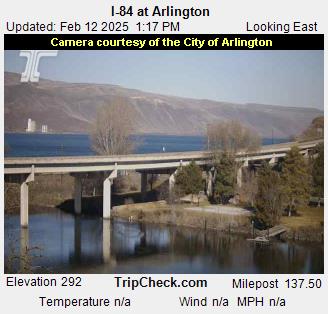 I-84 at Arlington
Updated: Feb 12 2025 1:17 PM Looking East
Camera courtesy of the City of Arlington
Elevation 292 TripCheck.com Milepost 137.50
Temperature n/a Wind n/a MPH n/a